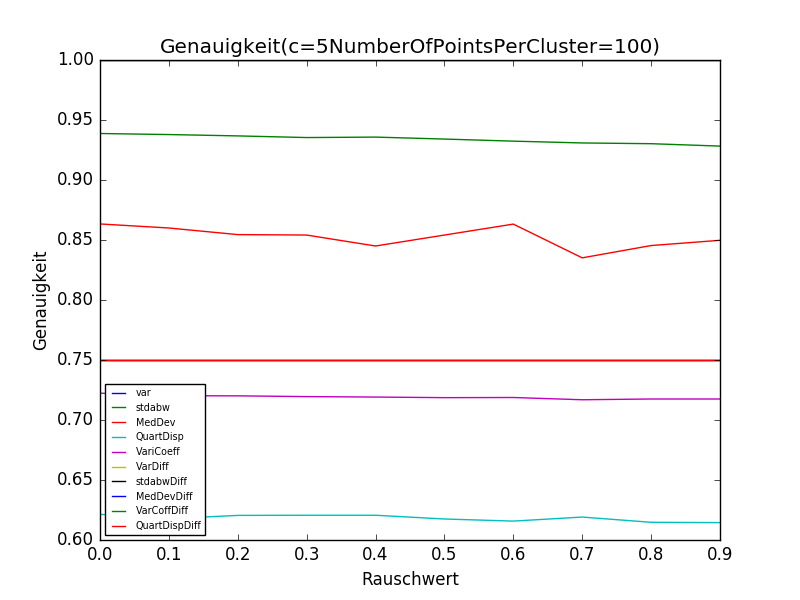 Genauigkeit(c=5NumberOfPointsPerCluster=100)
1.00
0.95
0.90
0.85
0.80
0.75
0.70
0.65
0.60
Genauigkeit
var
stdabw
MedDev
QuartDisp
VariCoeff
VarDiff
stdabwDiff
MedDevDiff
VarCoffDiff
QuartDispDiff
0.0 0.1 0.2 0.3 0.4 0.5 0.6 0.7 0.8 0.9
Rauschwert